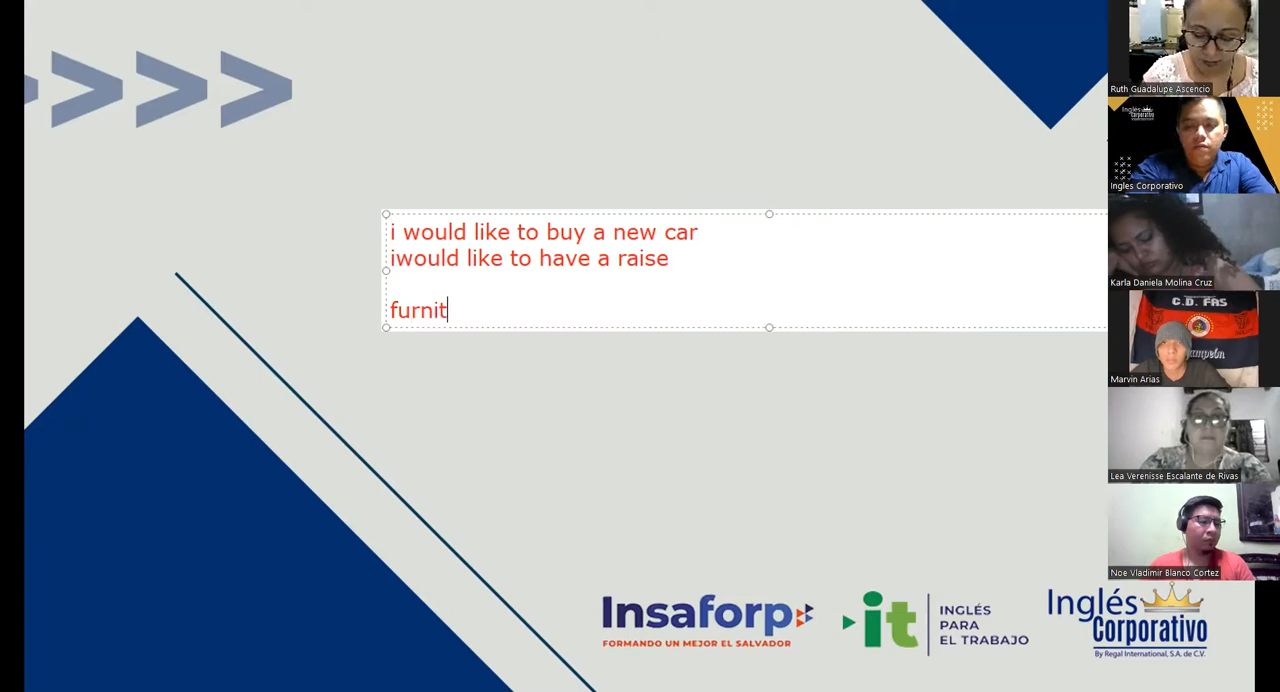 i would like to buy a new car
iwould like to have a raise
furnit
Ruth Guadalupe Ascencio
Inglés
Corporativo
Ingles Corporativo
Karla Daniela Molina Cruz
C.D. FAS
Marvin Arias
Lea Verenisse Escalante de Rivas
Noe Vladimir Blanco Cortez
Insaforp
FORMANDO UN MEJOR EL SALVADOR
it
INGLÉS
PARA
EL TRABAJO
Inglés
Corporativo
By Regal International, S.A. de C.V.